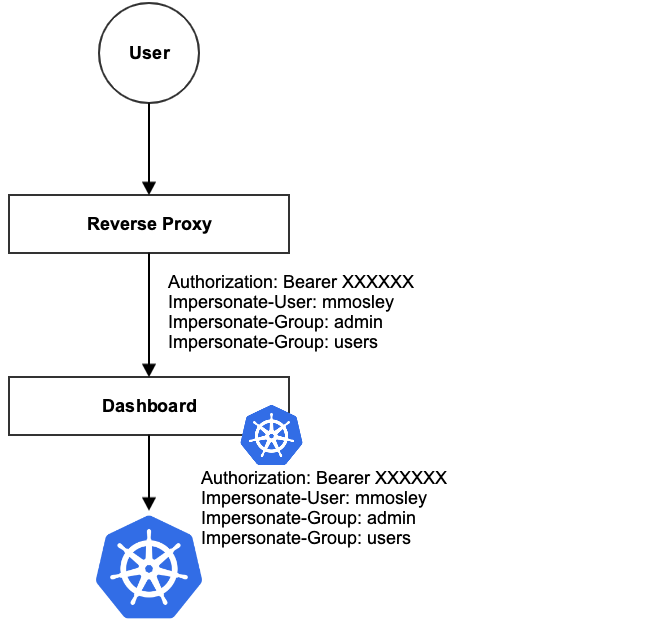 User
Reverse Proxy
Authorization: Bearer XXXXXX
Impersonate-User: mmosley
Impersonate-Group: admin
Impersonate-Group: users
Dashboard
Authorization: Bearer XXXXXX
Impersonate-User: mmosley
Impersonate-Group: admin
Impersonate-Group: users